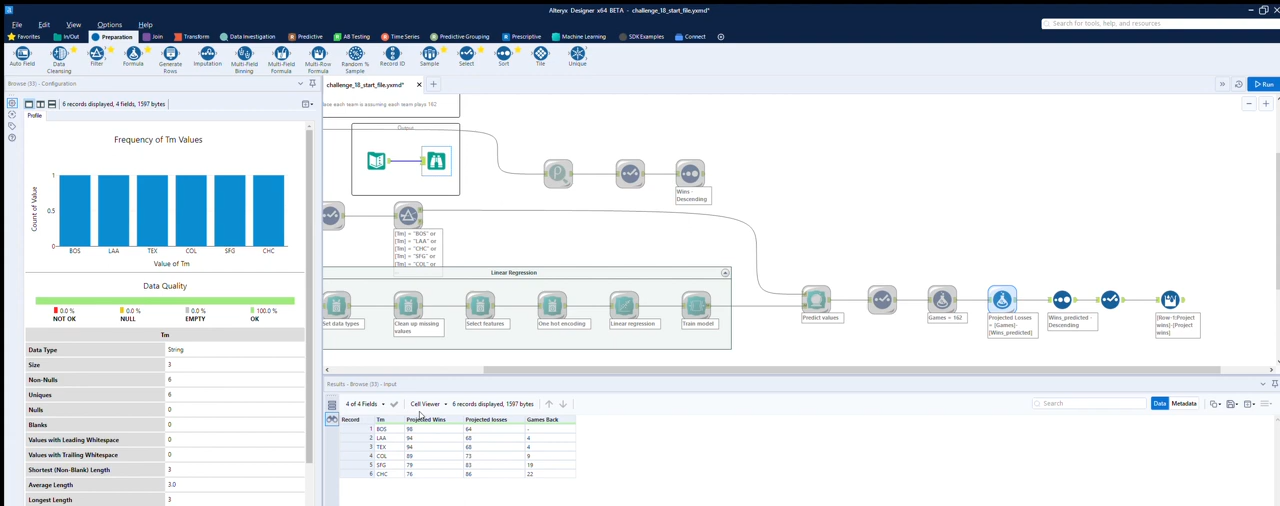 Alteryx Designer x64 BETA - challenge_18_start_file.yxmd*
File Edit View Options Help
Search for tools, help, and resources
Favorites In/Out Preparation Join Transform Data Investigation Predictive AB Testing Time Series Predictive Grouping Prescriptive Machine Learning SDK Examples Connect
Auto Field Data Cleansing Filter Formula Generate Rows Imputation Multi-Field Binning Multi-Field Formula Multi-Row Formula Random % Sample Record ID Sample Select Sort Tile Unique
Browse (33) - Configuration
challenge_18_start_file.yxmd*
Run
6 records displayed, 4 fields, 1597 bytes
Profile
Frequency of Tm Values
Count of Value
1
0.5
0
BOS LAA TEX COL SFG CHC
Value of Tm
Data Quality
0.0 % NOT OK
0.0 % NULL
0.0 % EMPTY
100.0 % OK
Tm
Data Type String
Size 3
Non-Nulls 6
Uniques 6
Nulls 0
Blanks 0
Values with Leading Whitespace 0
Values with Trailing Whitespace 0
Shortest (Non-Blank) Length 3
Average Length 3.0
Longest Length 3
is assuming each team plays 162
Output
Wins -
Descending
[Tm] = "BOS" or
[Tm] = "LAA" or
[Tm] = "CHC" or
[Tm] = "SFG" or
[Tm] = "COL" or
Linear Regression
Set data types
Clean up missing
values
Select features
One hot encoding
Linear regression
Train model
Predict values
Games = 162
Projected Losses
= [Games]-
[Wins_predicted]
Wins_predicted -
Descending
[Row-1:Project
wins]-[Project
wins]
Results - Browse (33) - Input
4 of 4 Fields Cell Viewer 6 records displayed, 1597 bytes Search Data Metadata
Record Tm Projected Wins Projected losses Games Back
1 BOS 98 64 -
2 LAA 94 68 4
3 TEX 94 68 4
4 COL 89 73 9
5 SFG 79 83 19
6 CHC 76 86 22